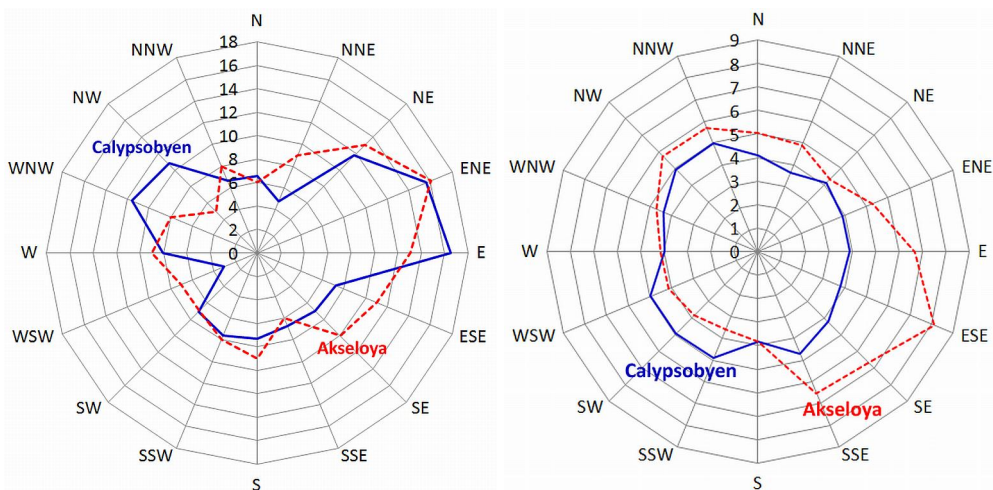 N
NNE
NE
ENE
E
ESE
SE
SSE
S
SSW
SW
WSW
W
WNW
NW
NNW
18
16
14
12
10
8
6
4
2
0
Calypsobyen
Akseloya
N
NNE
NE
ENE
E
ESE
SE
SSE
S
NNW
SW
WSW
W
WNW
NW
NNW
9
8
7
6
5
4
3
2
1
0
Calypsobyen
Akseloya